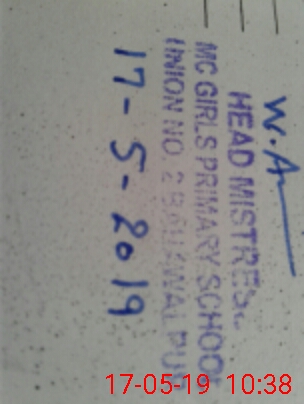 W.A
HEAD MISTRESS
MC GIRLS PRIMARY SCHOOL
UNION NO. 2
17-5-2019
17-05-19 10:38